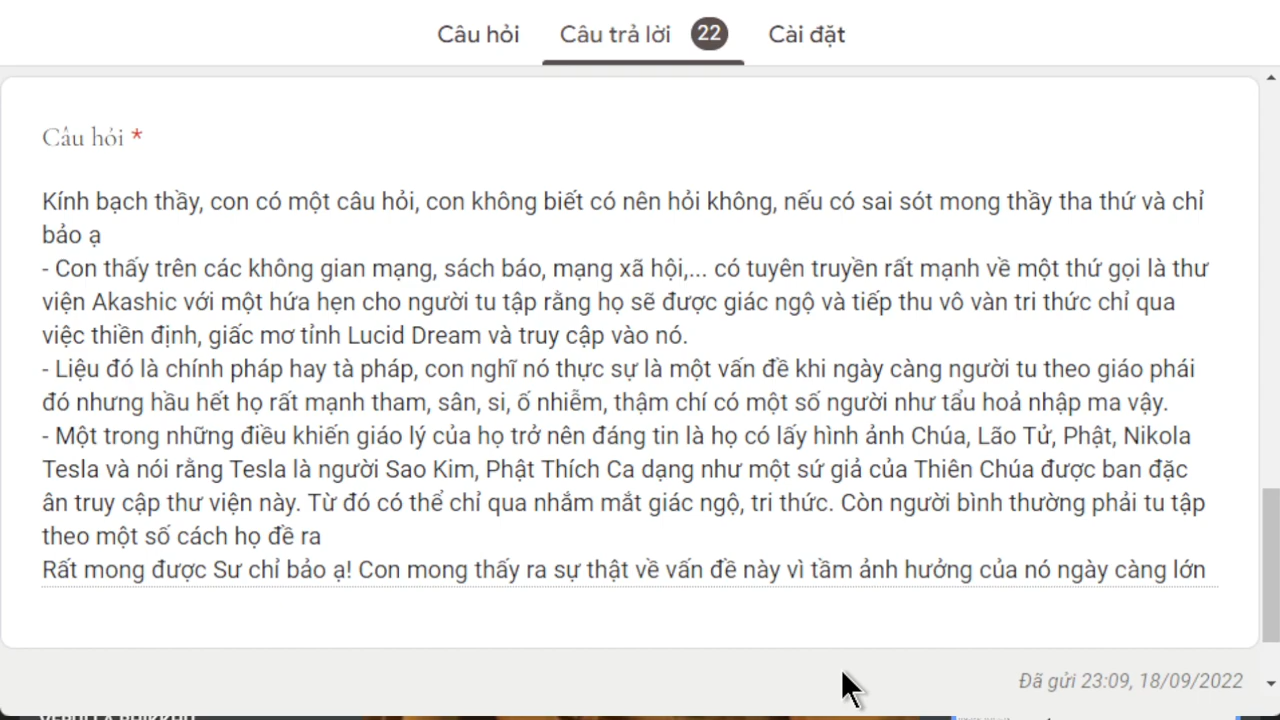 Câu hỏi
Câu trả lời 22
Cài đặt
Câu hỏi *
Kính bạch thầy, con có một câu hỏi, con không biết có nên hỏi không, nếu có sai sót mong thầy tha thứ và chỉ
bảo ạ
- Con thấy trên các không gian mạng, sách báo, mạng xã hội,... có tuyên truyền rất mạnh về một thứ gọi là thư
viện Akashic với một hứa hẹn cho người tu tập rằng họ sẽ được giác ngộ và tiếp thu vô vàn tri thức chỉ qua
việc thiền định, giấc mơ tỉnh Lucid Dream và truy cập vào nó.
- Liệu đó là chính pháp hay tà pháp, con nghĩ nó thực sự là một vấn đề khi ngày càng người tu theo giáo phái
đó nhưng hầu hết họ rất mạnh tham, sân, si, ố nhiễm, thậm chí có một số người như tẩu hoả nhập ma vậy.
- Một trong những điều khiến giáo lý của họ trở nên đáng tin là họ có lấy hình ảnh Chúa, Lão Tử, Phật, Nikola
Tesla và nói rằng Tesla là người Sao Kim, Phật Thích Ca dạng như một sứ giả của Thiên Chúa được ban đặc
ân truy cập thư viện này. Từ đó có thể chỉ qua nhắm mắt giác ngộ, tri thức. Còn người bình thường phải tu tập
theo một số cách họ đề ra
Rất mong được Sư chỉ bảo ạ! Con mong thấy ra sự thật về vấn đề này vì tầm ảnh hưởng của nó ngày càng lớn
Đã gửi 23:09, 18/09/2022